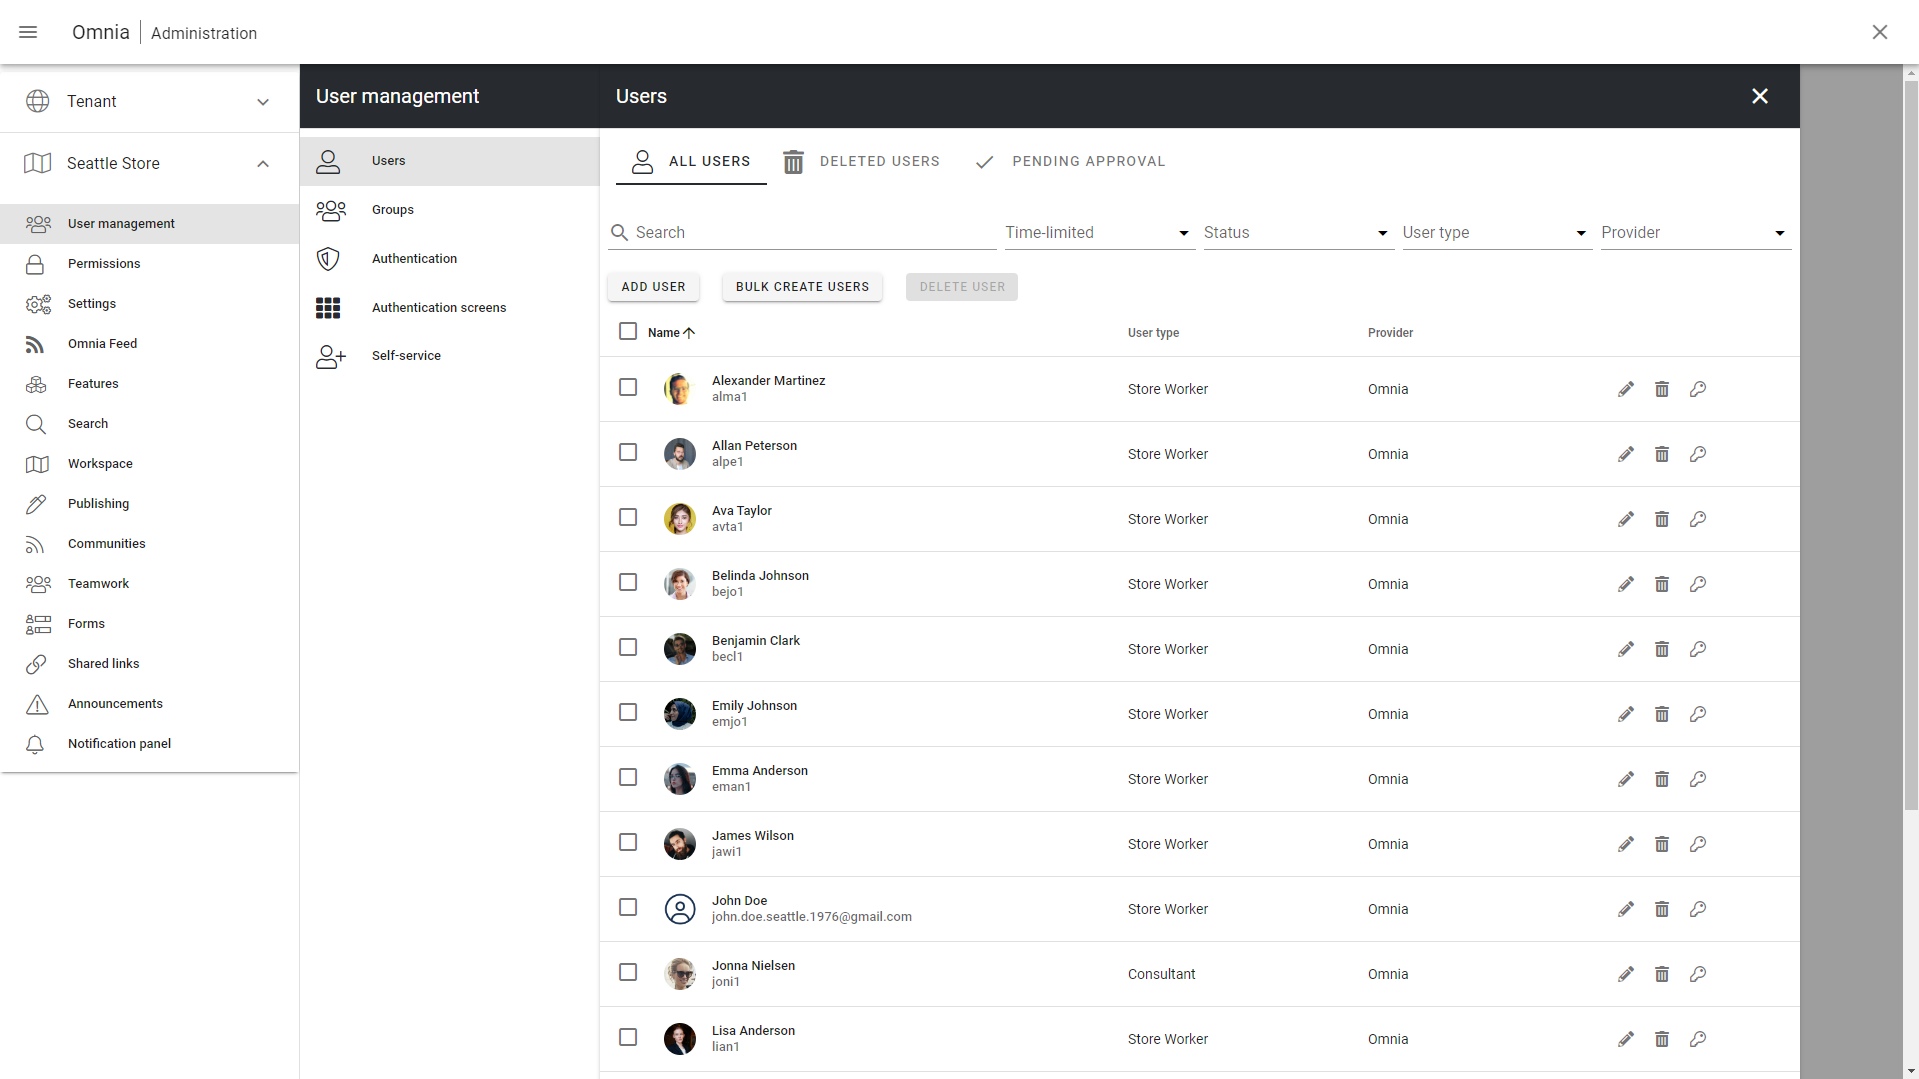 Omnia
Administration
Tenant
Seattle Store
User management
Permissions
Settings
Omnia Feed
Features
Search
Workspace
Publishing
Communities
Teamwork
Forms
Shared links
Announcements
Notification panel
User management
Users
Groups
Authentication
Authentication screens
Self-service
Users
ALL USERS
DELETED USERS
PENDING APPROVAL
Search
Time-limited
Status
User type
Provider
ADD USER
BULK CREATE USERS
DELETE USER
Name User type Provider
Alexander Martinez
alma1
Store Worker
Omnia
Allan Peterson
alpe1
Store Worker
Omnia
Ava Taylor
avta1
Store Worker
Omnia
Belinda Johnson
bejo1
Store Worker
Omnia
Benjamin Clark
becl1
Store Worker
Omnia
Emily Johnson
emjo1
Store Worker
Omnia
Emma Anderson
eman1
Store Worker
Omnia
James Wilson
jawi1
Store Worker
Omnia
John Doe
john.doe.seattle.1976@gmail.com
Store Worker
Omnia
Jonna Nielsen
joni1
Consultant
Omnia
Lisa Anderson
lian1
Store Worker
Omnia